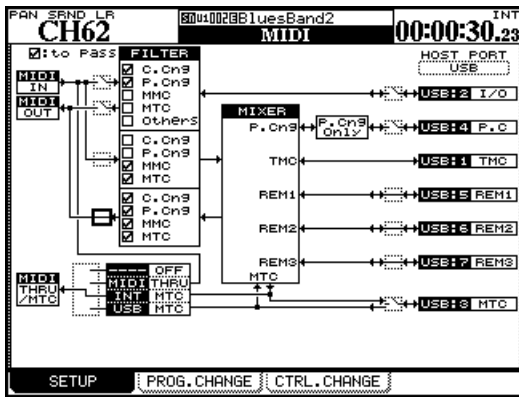 PAN SRND LR
CH62
BluesBand2
MIDI
INT
00:00:30.23
☑:to Pass
FILTER
HOST PORT
USB
MIDI IN
☑ C.Cng
☑ P.Cng
☐ MMC
☐ MTC
☐ Others
MIDI OUT
☐ C.Cng
☐ P.Cng
☑ MMC
☑ MTC
☑ C.Cng
☑ P.Cng
☑ MMC
☑ MTC
MIXER
P.Cng
P.Cng Only
TMC
REM1
REM2
REM3
MTC
USB:2 I/O
USB:4 P.C
USB:1 TMC
USB:5 REM1
USB:6 REM2
USB:7 REM3
USB:8 MTC
MIDI THRU /MTC
---- OFF
MIDI THRU
INT MTC
USB MTC
SETUP
PROG.CHANGE
CTRL.CHANGE